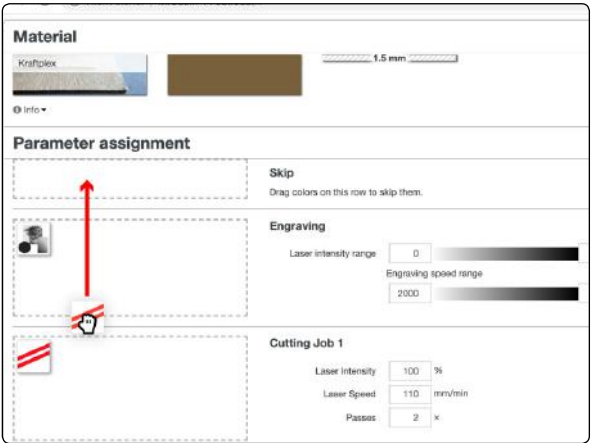 Material
Kraftplex
1.5 mm
Info
Parameter assignment
Skip
Drag colors on this row to skip them.
Engraving
Laser intensity range 0
Engraving speed range
2000
Cutting Job 1
Laser Intensity 100 %
Laser Speed 110 mm/min
Passes 2 ×